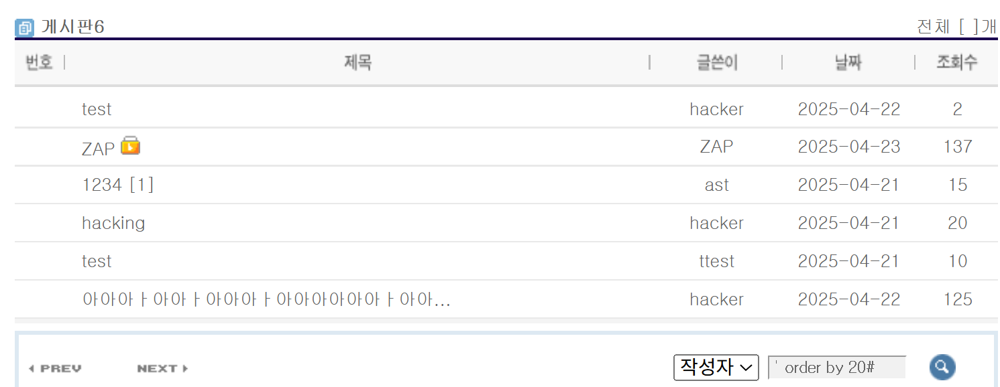 게시판6 전체 [ ]개
번호 제목 글쓴이 날짜 조회수
test hacker 2025-04-22 2
ZAP ZAP 2025-04-23 137
1234 [1] ast 2025-04-21 15
hacking hacker 2025-04-21 20
test ttest 2025-04-21 10
아아아ㅏ아아ㅏ아아아ㅏ아아아아아아ㅏ아아... hacker 2025-04-22 125
PREV NEXT 작성자 ' order by 20#